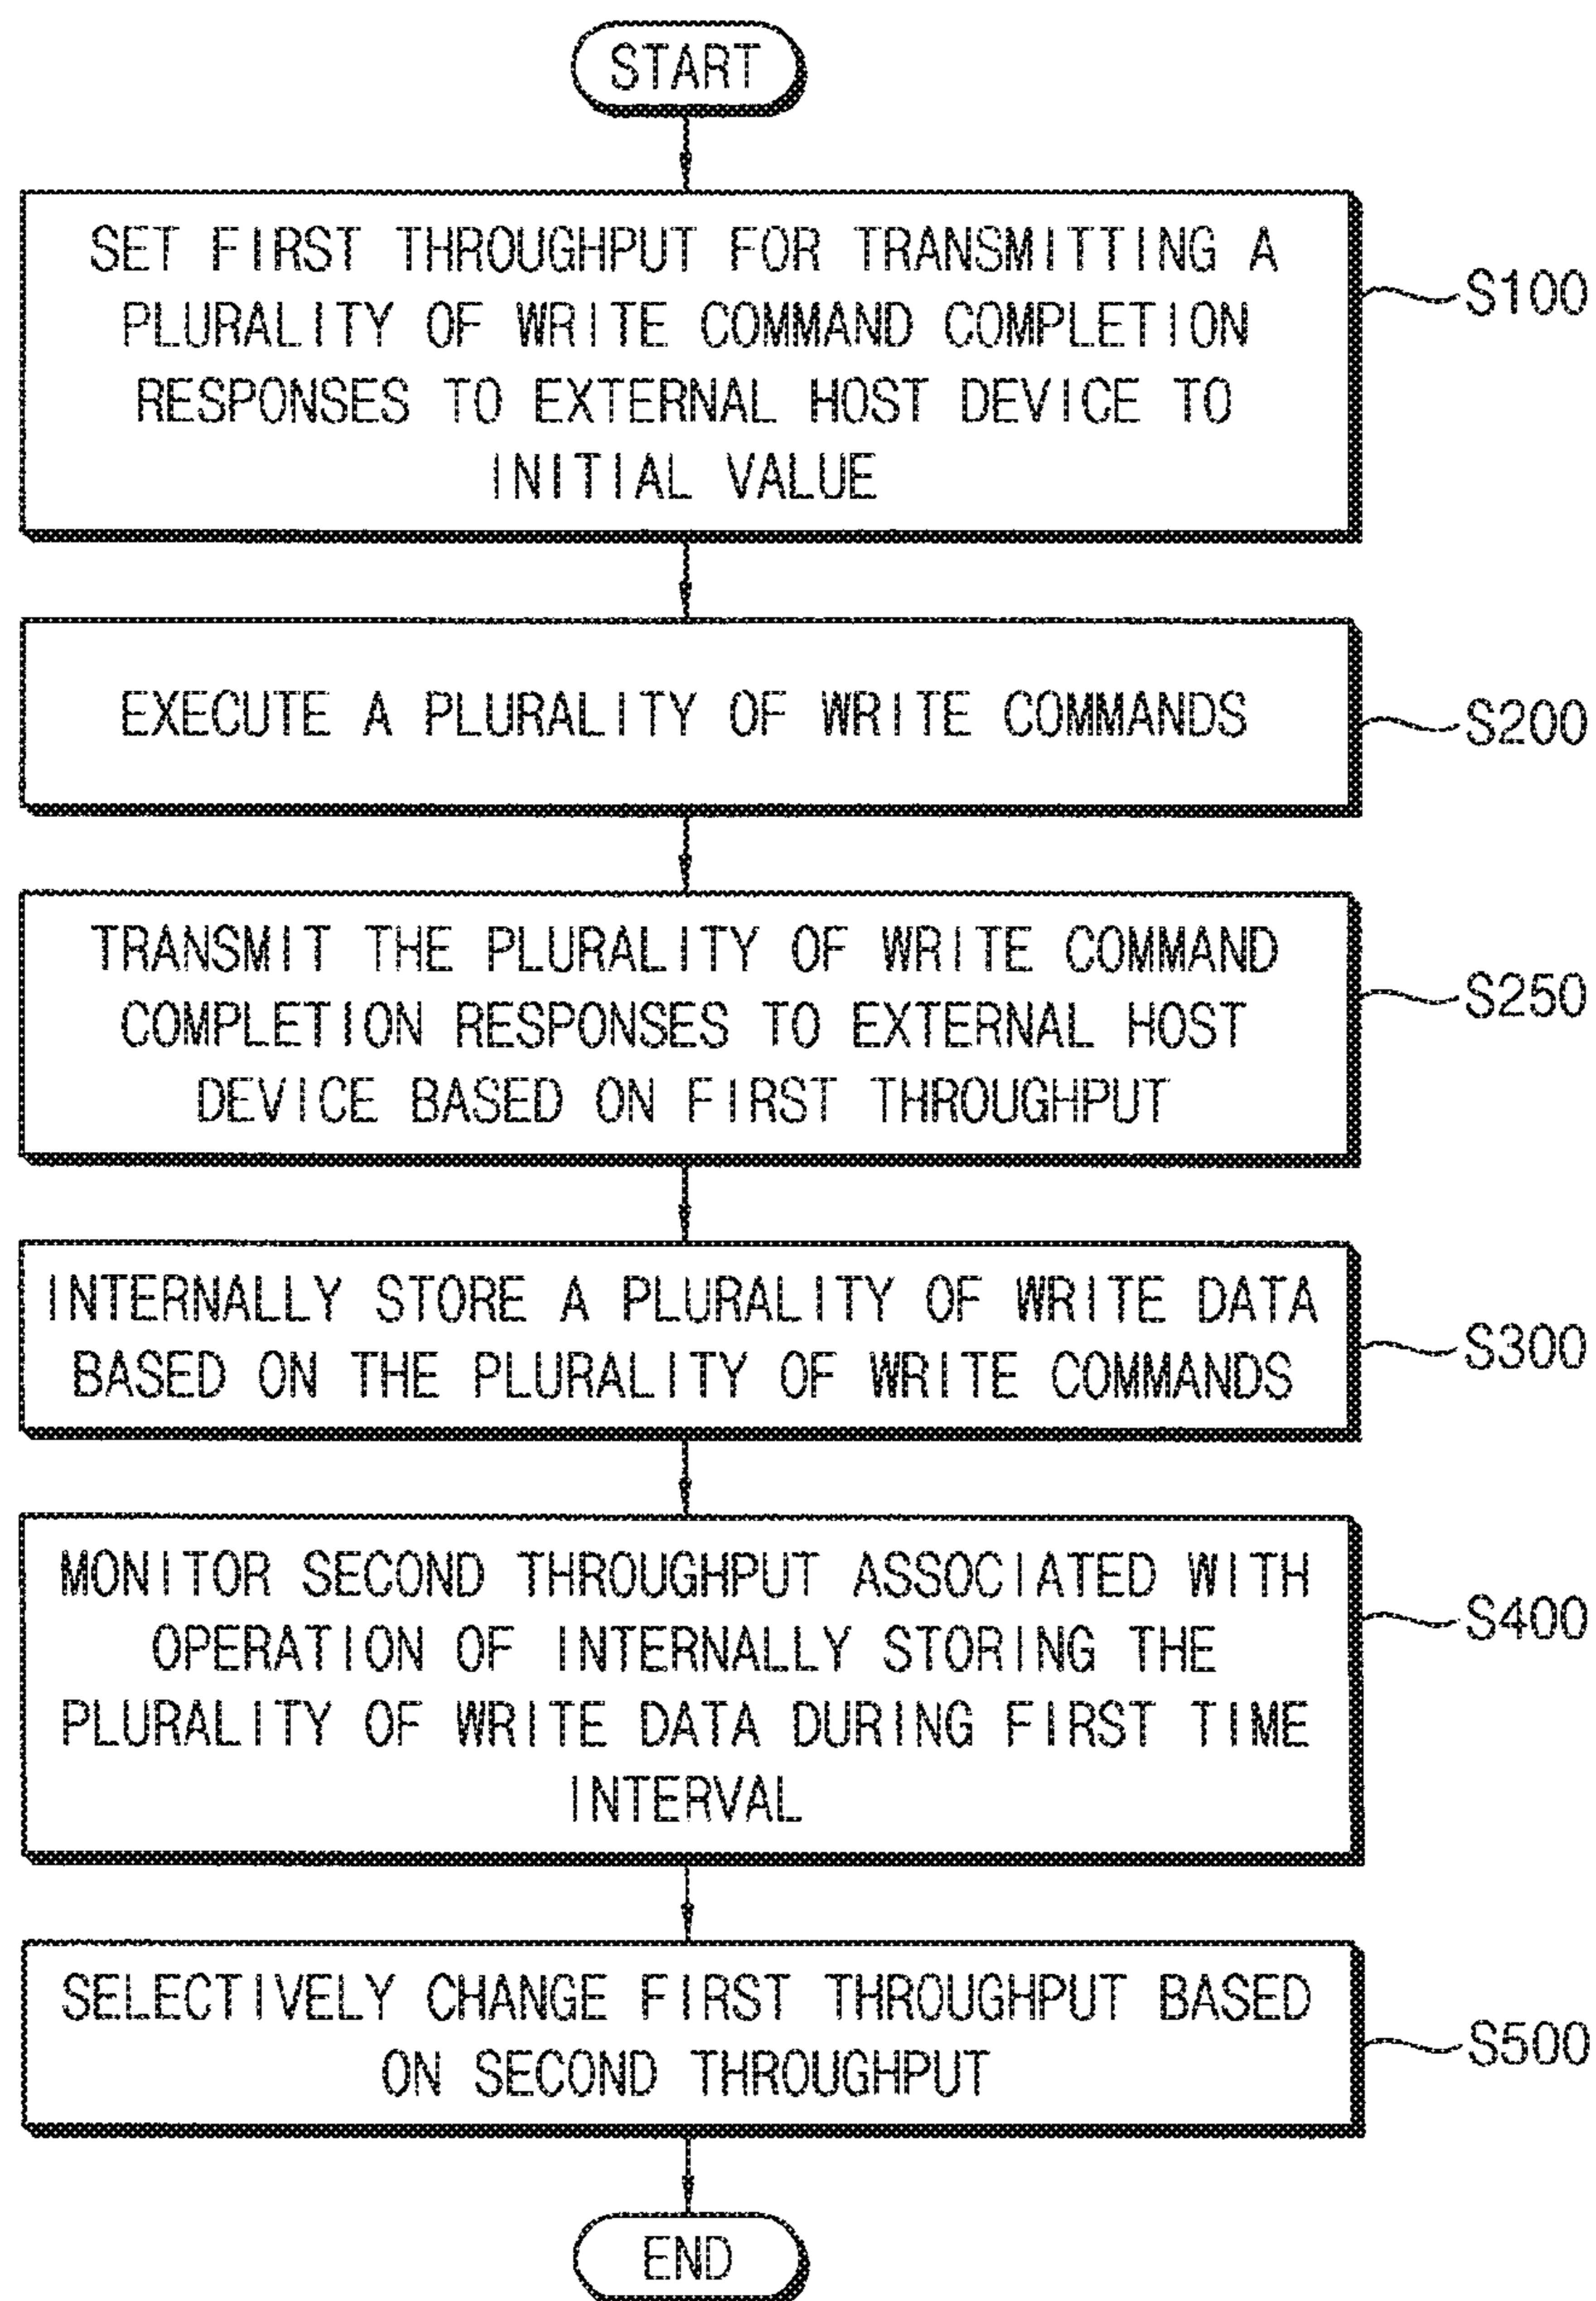 START
SET FIRST THROUGHPUT FOR TRANSMITTING A
PLURALITY OF WRITE COMMAND COMPLETION
RESPONSES TO EXTERNAL HOST DEVICE TO
INITIAL VALUE
S100
EXECUTE A PLURALITY OF WRITE COMMANDS
S200
TRANSMIT THE PLURALITY OF WRITE COMMAND
COMPLETION RESPONSES TO EXTERNAL HOST
DEVICE BASED ON FIRST THROUGHPUT
S250
INTERNALLY STORE A PLURALITY OF WRITE DATA
BASED ON THE PLURALITY OF WRITE COMMANDS
S300
MONITOR SECOND THROUGHPUT ASSOCIATED WITH
OPERATION OF INTERNALLY STORING THE
PLURALITY OF WRITE DATA DURING FIRST TIME
INTERVAL
S400
SELECTIVELY CHANGE FIRST THROUGHPUT BASED
ON SECOND THROUGHPUT
S500
END